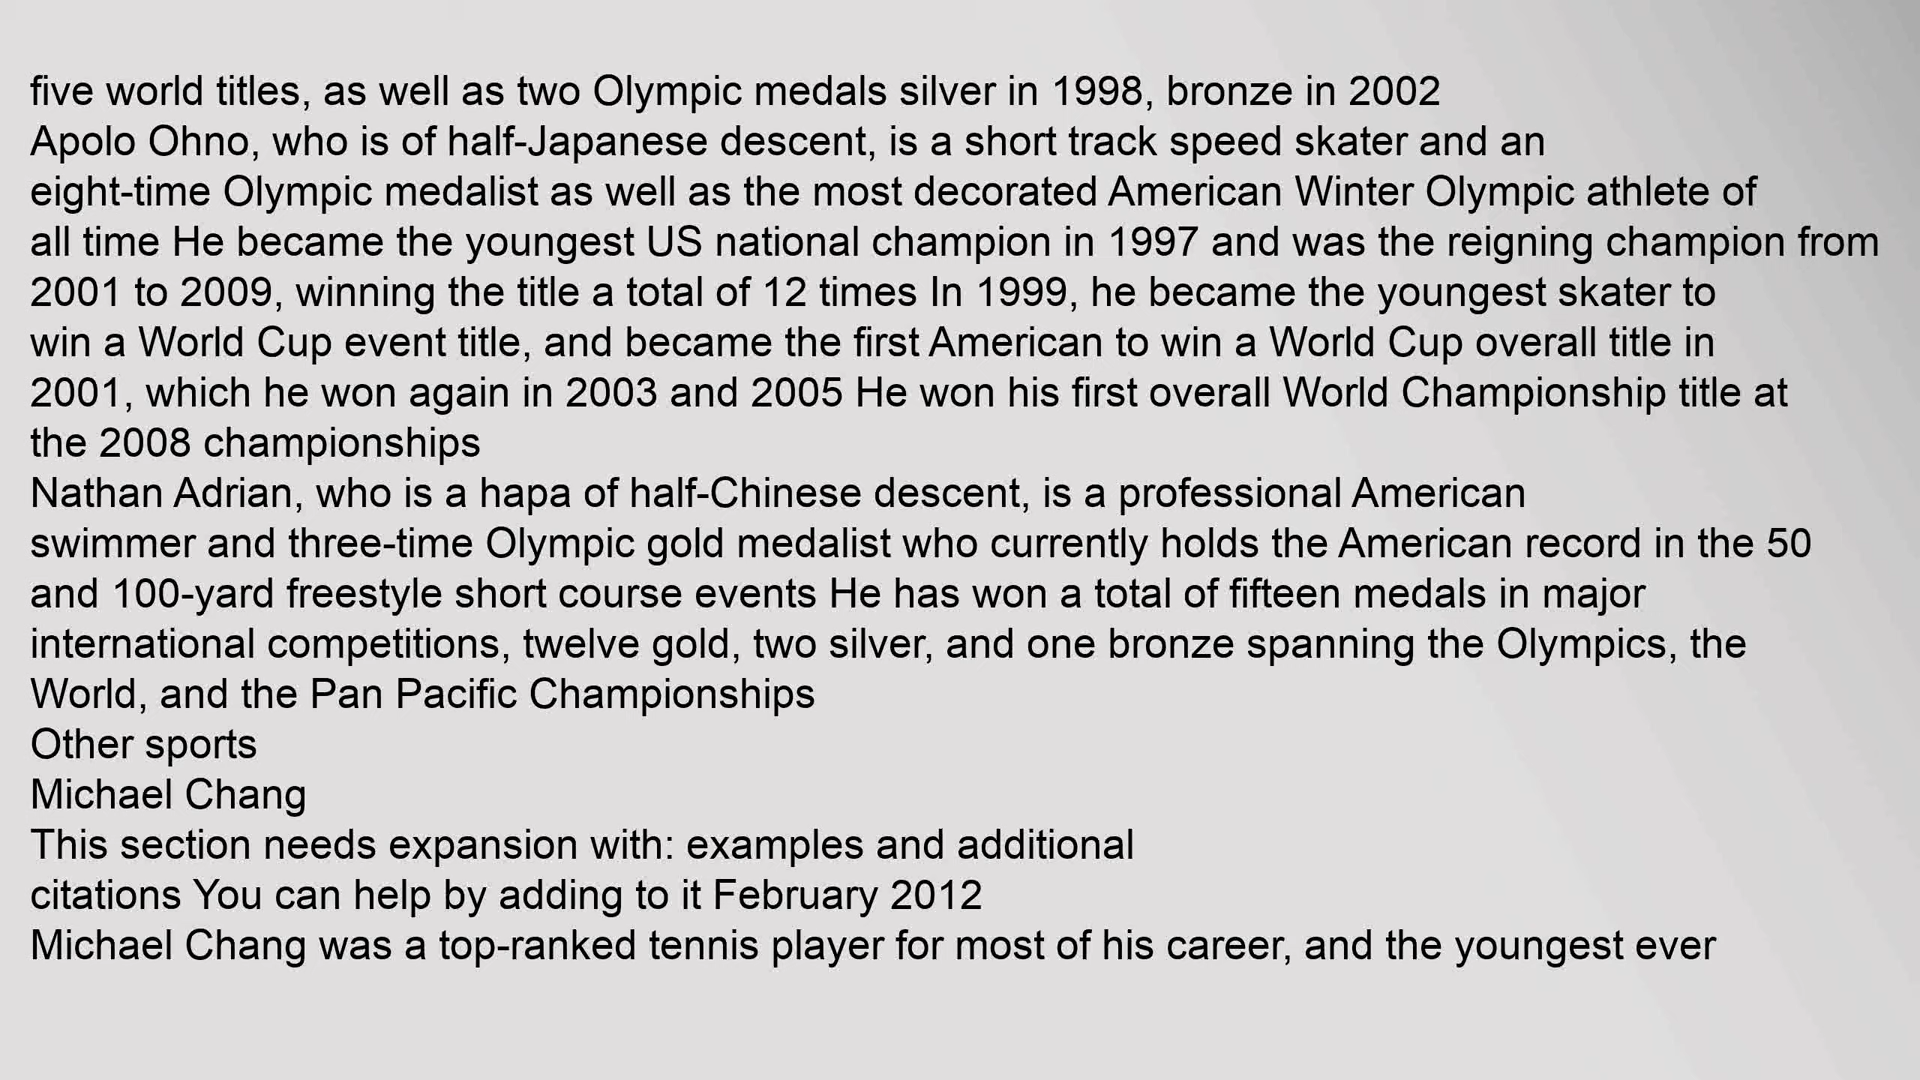 five world titles, as well as two Olympic medals silver in 1998, bronze in 2002
Apolo Ohno, who is of half-Japanese descent, is a short track speed skater and an
eight-time Olympic medalist as well as the most decorated American Winter Olympic athlete of
all time He became the youngest US national champion in 1997 and was the reigning champion from
2001 to 2009, winning the title a total of 12 times In 1999, he became the youngest skater to
win a World Cup event title, and became the first American to win a World Cup overall title in
2001, which he won again in 2003 and 2005 He won his first overall World Championship title at
the 2008 championships
Nathan Adrian, who is a hapa of half-Chinese descent, is a professional American
swimmer and three-time Olympic gold medalist who currently holds the American record in the 50
and 100-yard freestyle short course events He has won a total of fifteen medals in major
international competitions, twelve gold, two silver, and one bronze spanning the Olympics, the
World, and the Pan Pacific Championships
Other sports
Michael Chang
This section needs expansion with: examples and additional
citations You can help by adding to it February 2012
Michael Chang was a top-ranked tennis player for most of his career, and the youngest ever